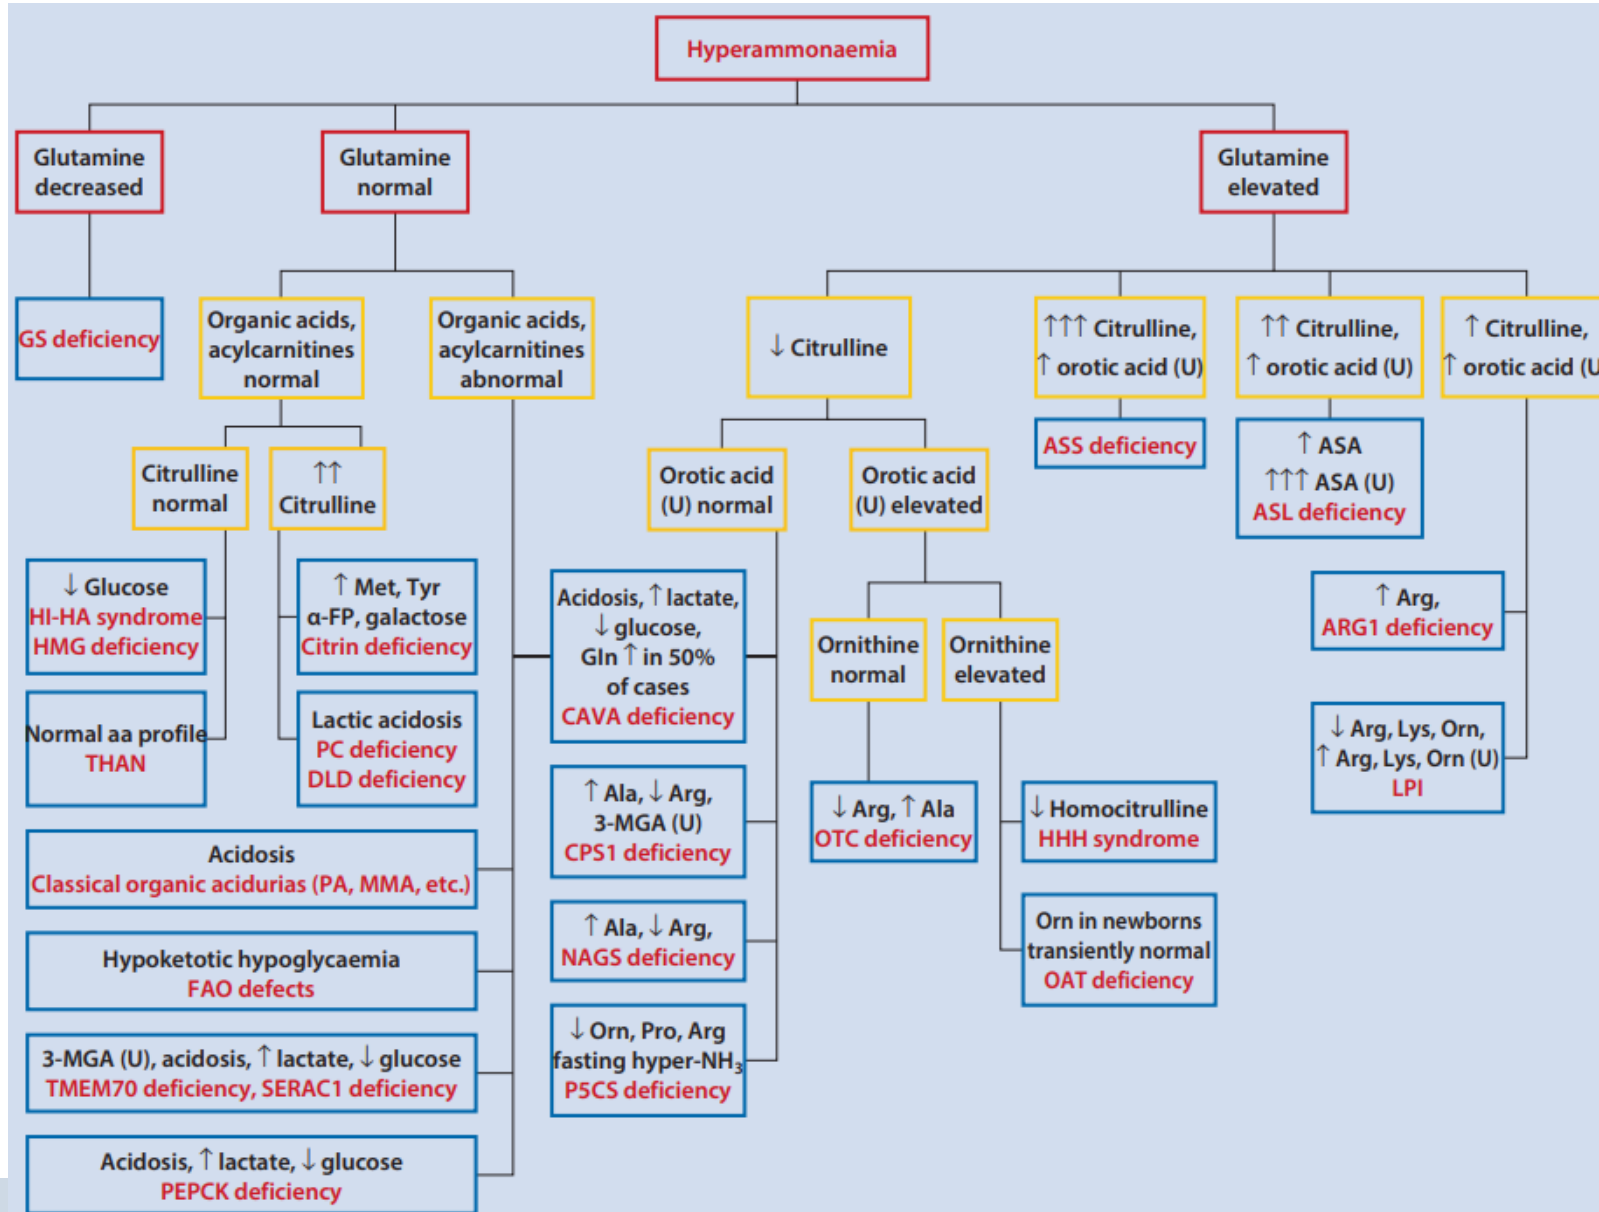 Hyperammonaemia
Glutamine
decreased
Glutamine
normal
Glutamine
elevated
GS deficiency
Organic acids,
acylcarnitines
normal
Organic acids,
acylcarnitines
abnormal
↓ Citrulline
↑↑↑ Citrulline,
↑ orotic acid (U)
↑↑ Citrulline,
↑ orotic acid (U)
↑ Citrulline,
↑ orotic acid (U
Citrulline
normal
↑↑
Citrulline
Orotic acid
(U) normal
Orotic acid
(U) elevated
ASS deficiency
↑ ASA
↑↑↑ ASA (U)
ASL deficiency
↓ Glucose
HI-HA syndrome
HMG deficiency
↑ Met, Tyr
α-FP, galactose
Citrin deficiency
Acidosis, ↑ lactate,
↓ glucose,
Gln ↑ in 50%
of cases
CAVA deficiency
Ornithine
normal
Ornithine
elevated
↑ Arg,
ARG1 deficiency
Normal aa profile
THAN
Lactic acidosis
PC deficiency
DLD deficiency
↓ Arg, Lys, Orn,
↑ Arg, Lys, Orn (U)
LPI
↑ Ala, ↓ Arg,
3-MGA (U)
CPS1 deficiency
↓ Arg, ↑ Ala
OTC deficiency
↓ Homocitrulline
HHH syndrome
Acidosis
Classical organic acidurias (PA, MMA, etc.)
↑ Ala, ↓ Arg,
NAGS deficiency
Orn in newborns
transiently normal
OAT deficiency
Hypoketotic hypoglycaemia
FAO defects
↓ Orn, Pro, Arg
fasting hyper-NH₃
P5CS deficiency
3-MGA (U), acidosis, ↑ lactate, ↓ glucose
TMEM70 deficiency, SERAC1 deficiency
Acidosis, ↑ lactate, ↓ glucose
PEPCK deficiency